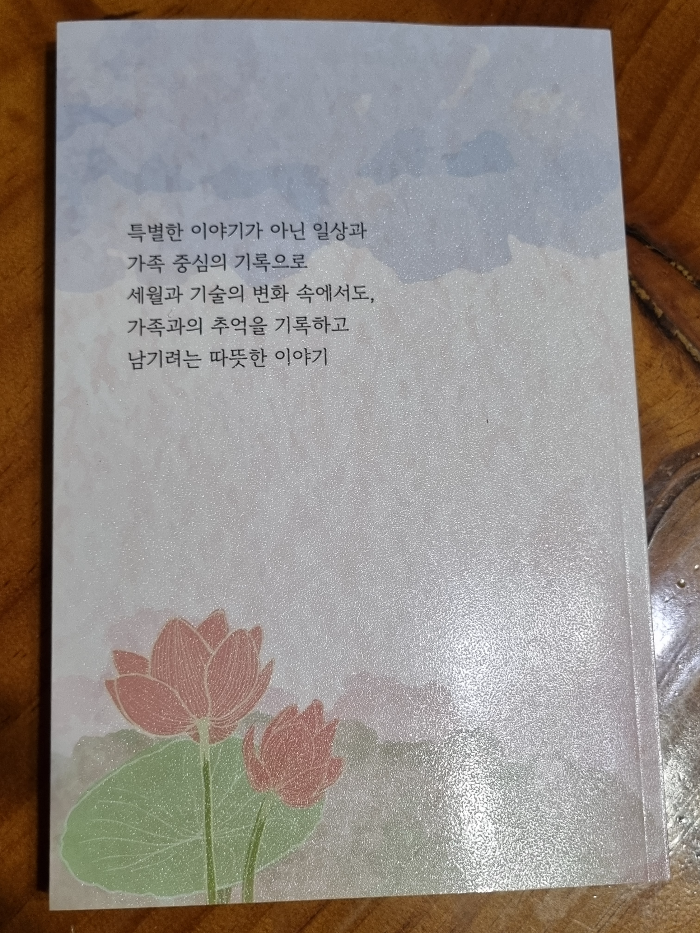 특별한 이야기가 아닌 일상과
가족 중심의 기록으로
세월과 기술의 변화 속에서도,
가족과의 추억을 기록하고
남기려는 따뜻한 이야기